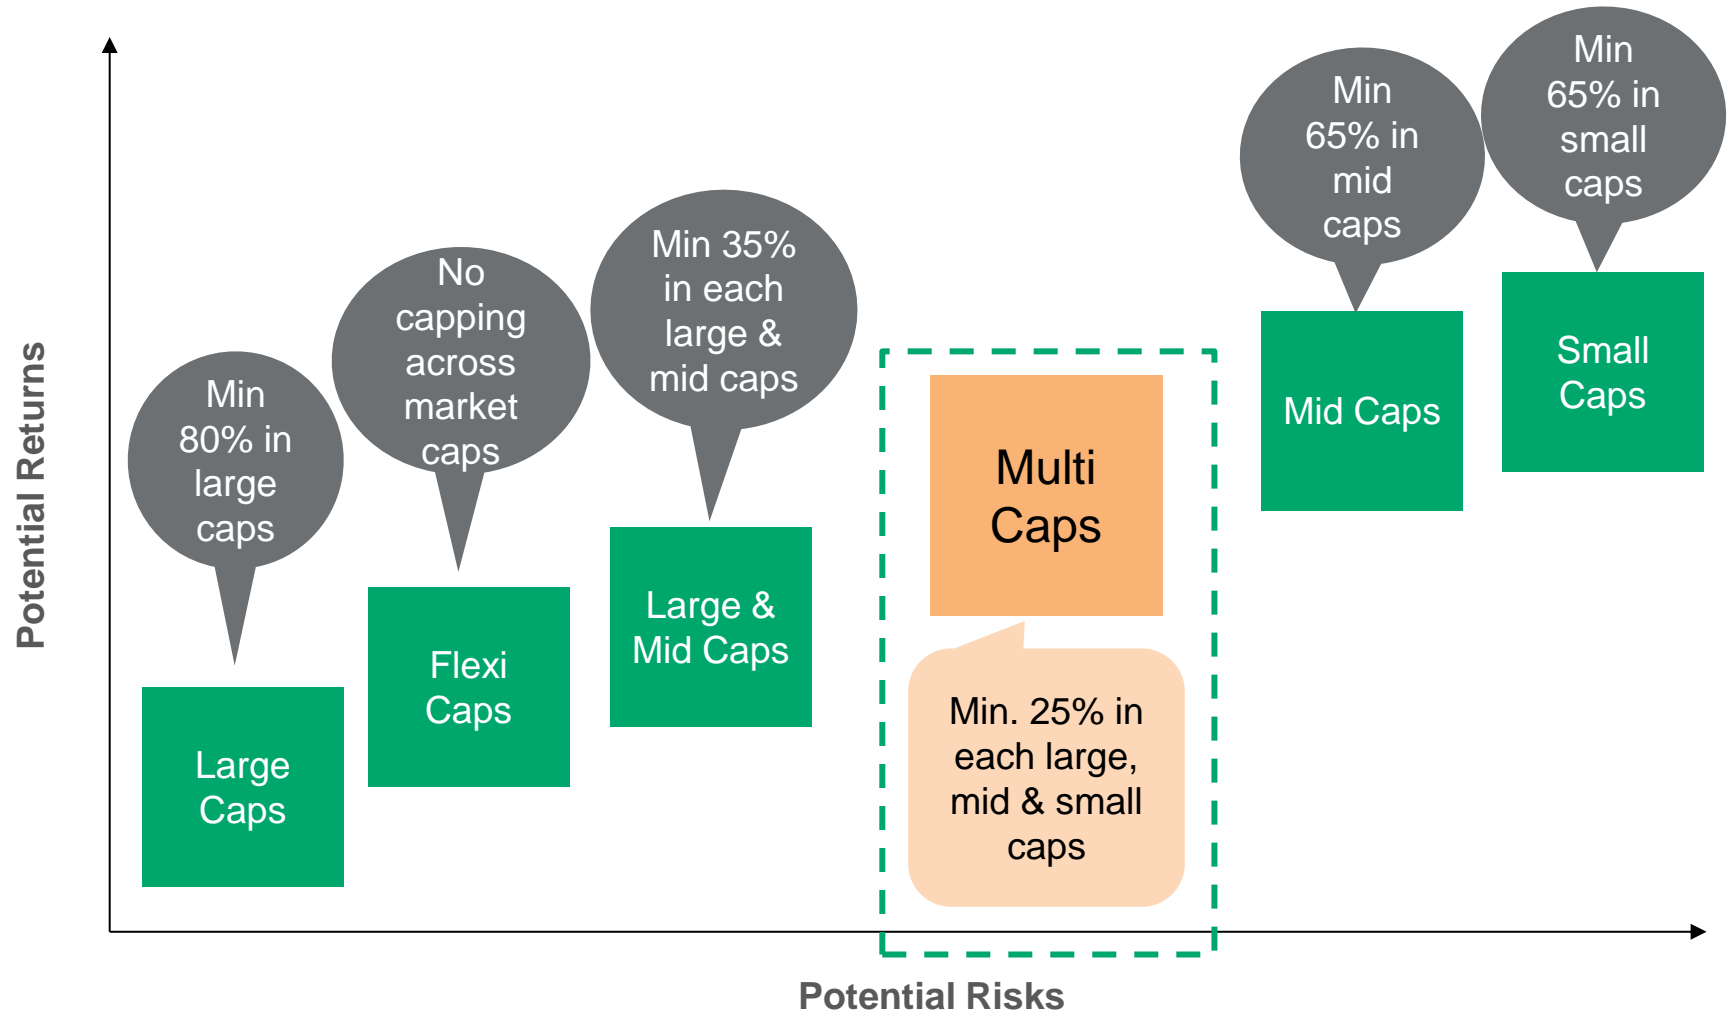 Potential Returns
Min
80% in
large
caps
Large
Caps
No
capping
across
market
caps
Flexi
Caps
Min 35%
in each
large &
mid caps
Large &
Mid Caps
Multi
Caps
Min. 25% in
each large,
mid & small
caps
Min
65% in
mid
caps
Mid Caps
Min
65% in
small
caps
Small
Caps
Potential Risks